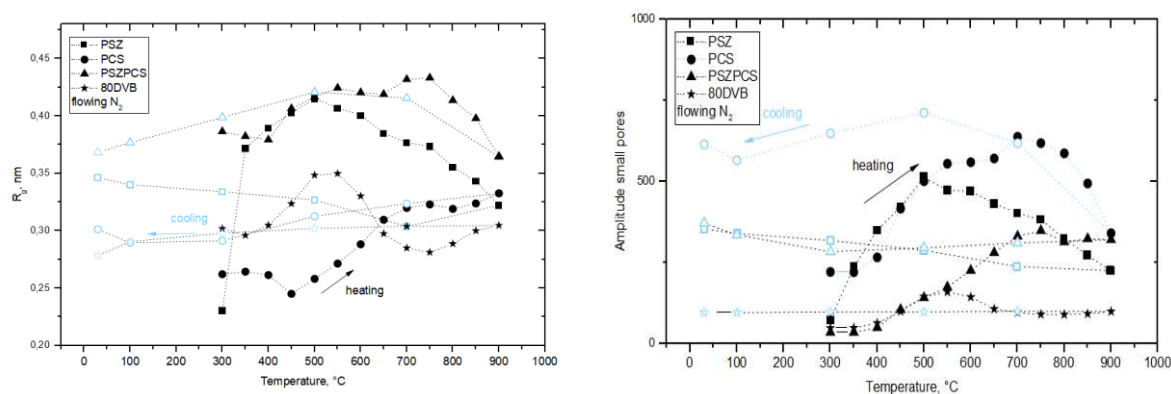 0,45
0,40
0,35
0,30
0,25
0,20
R_g, nm
PSZ
PCS
PSZPCS
80DVB
flowing N₂
cooling
heating
0 100 200 300 400 500 600 700 800 900 1000
Temperature, °C
1000
750
500
250
0
Amplitude small pores
PSZ
PCS
PSZPCS
80DVB
flowing N₂
cooling
heating
0 100 200 300 400 500 600 700 800 900 1000
Temperature, °C